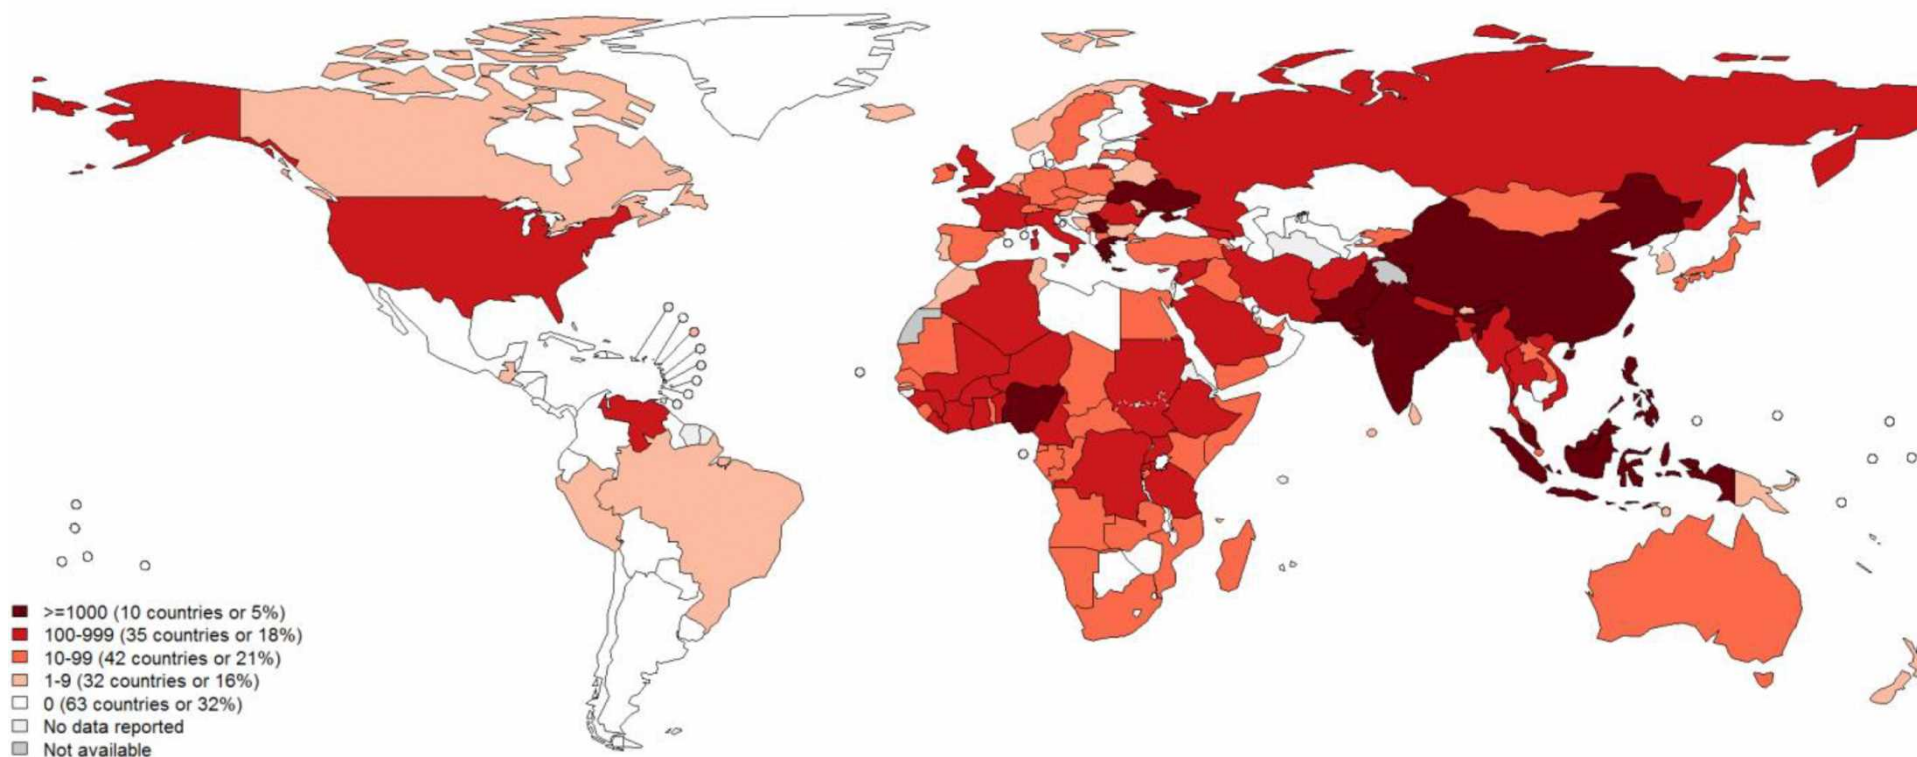 >=1000 (10 countries or 5%)
100-999 (35 countries or 18%)
10-99 (42 countries or 21%)
1-9 (32 countries or 16%)
0 (63 countries or 32%)
No data reported
Not available